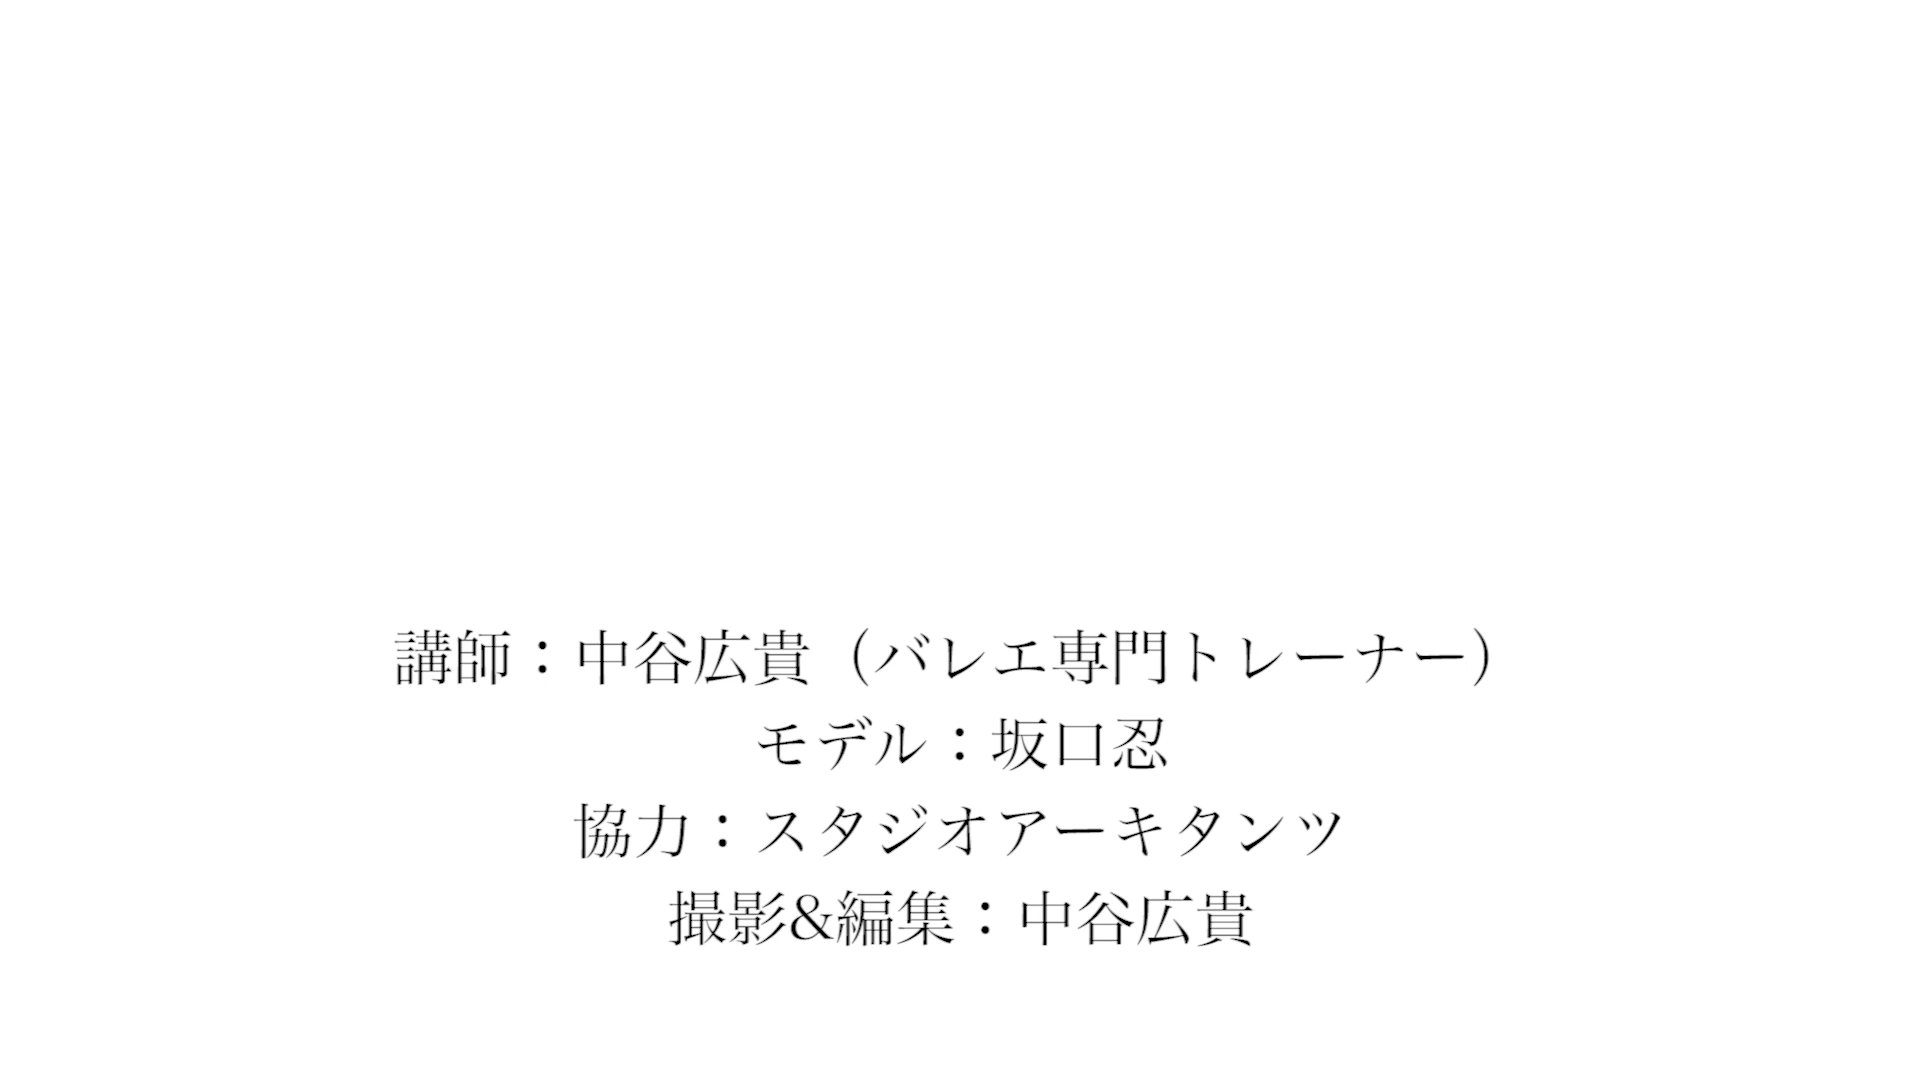 講師：中谷広貴（バレエ専門トレーナー）
モデル：坂口忍
協力：スタジオアーキタンツ
撮影&編集：中谷広貴